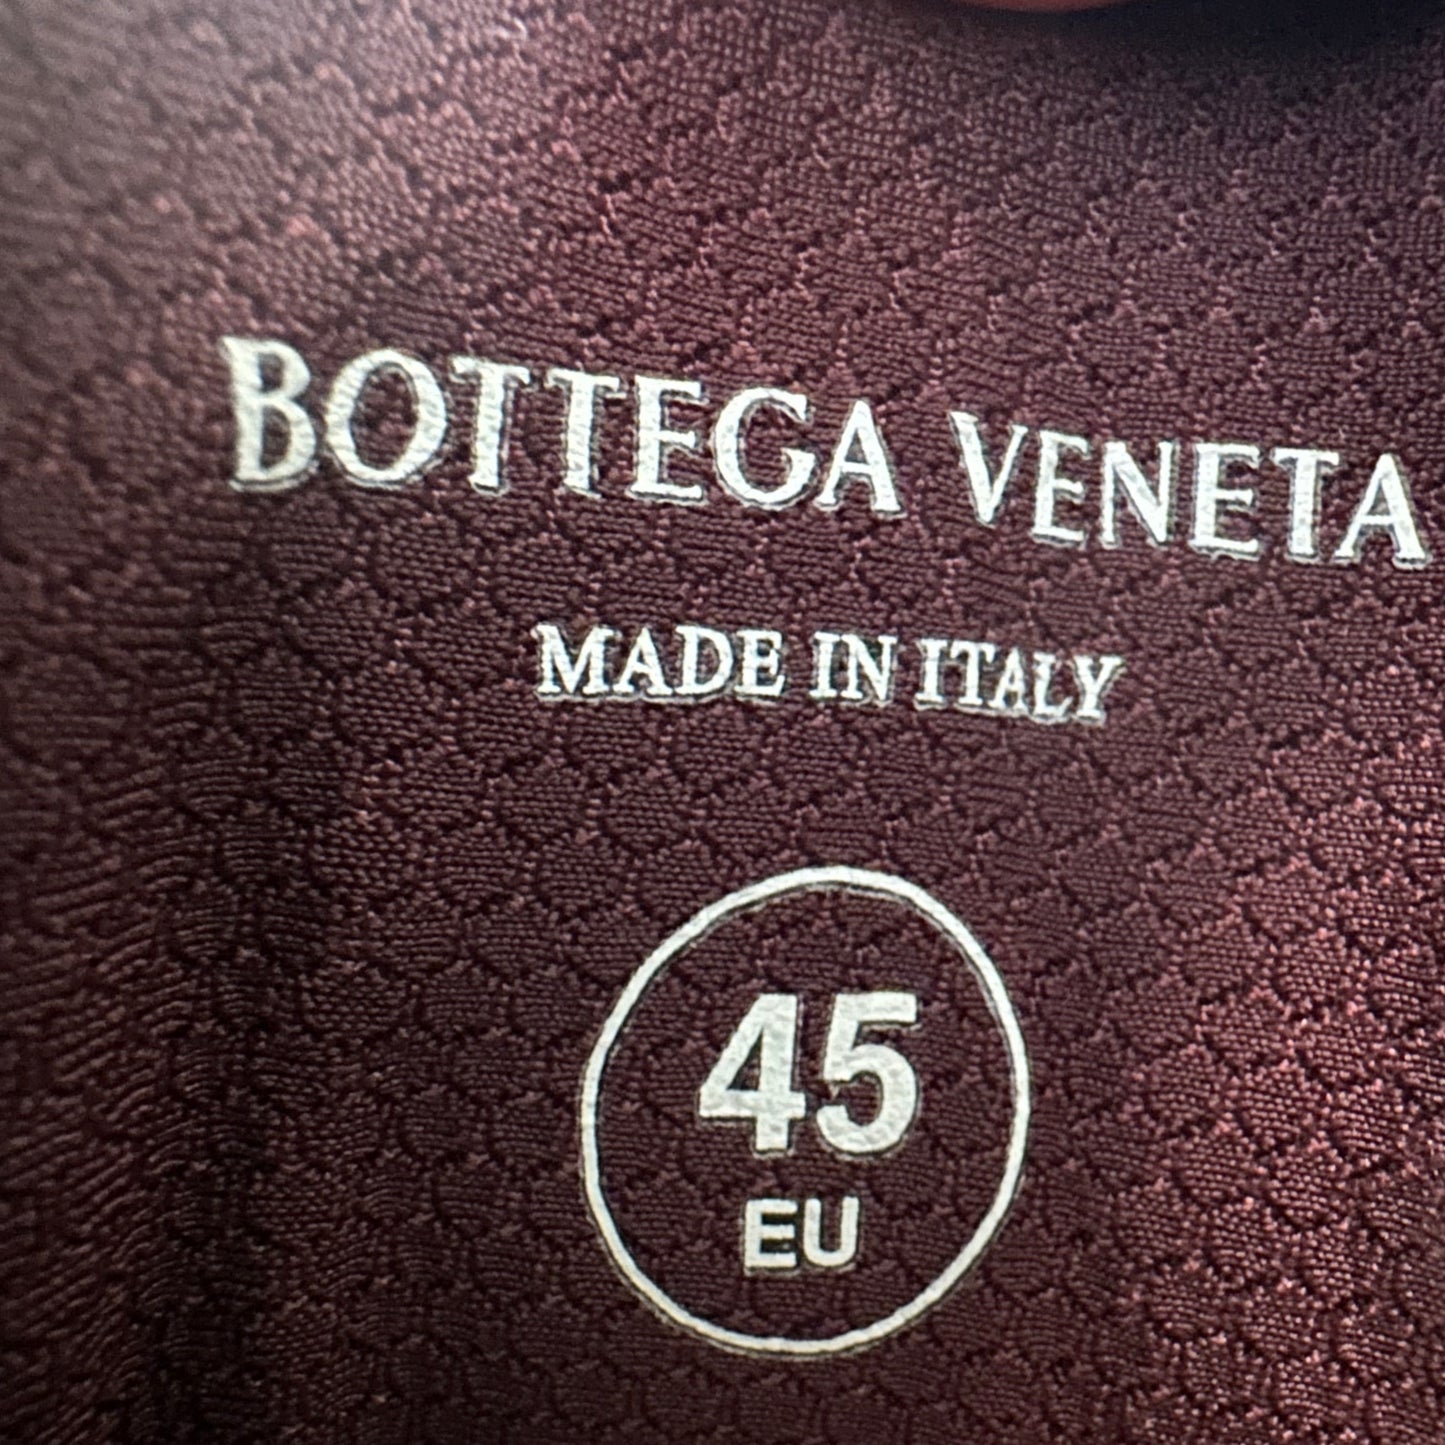 BOTTEGA VENETA
MADE IN ITALY
45
EU